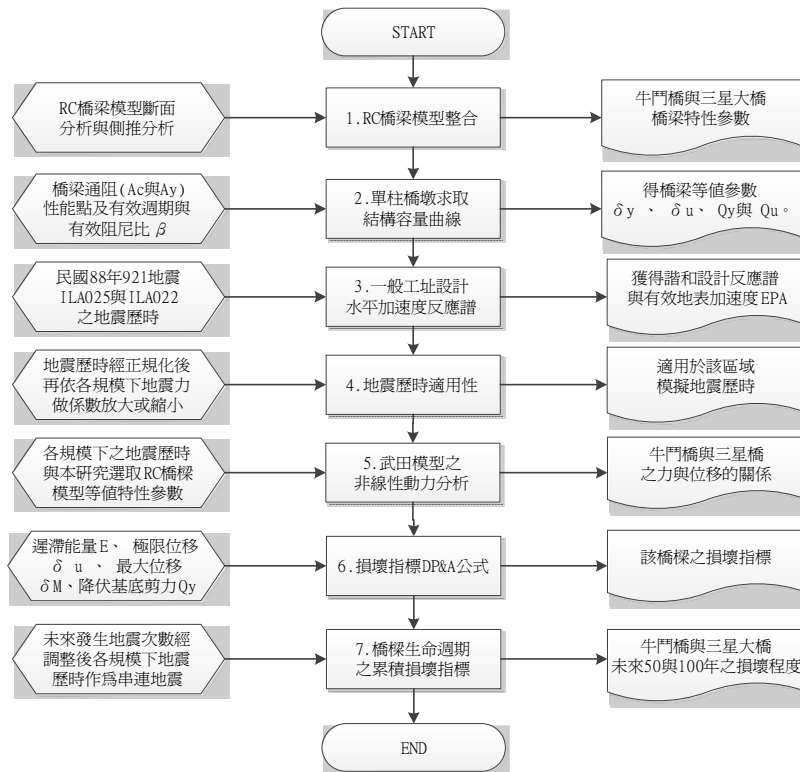 START
RC橋梁模型斷面
分析與側推分析
1.RC橋梁模型整合
牛鬥橋與三星大橋
橋梁特性參數
橋梁通阻(Ac與Ay)
性能點及有效週期與
有效阻尼比 β
2.單柱橋墩求取
結構容量曲線
得橋梁等值參數
δy 、 δu、 Qy與 Qu。
民國88年921地震
ILA025與ILA022
之地震歷時
3.一般工址設計
水平加速度反應譜
獲得諧和設計反應譜
與有效地表加速度EPA
地震歷時經正規化後
再依各規模下地震力
做係數放大或縮小
4.地震歷時適用性
適用於該區域
模擬地震歷時
各規模下之地震歷時
與本研究選取RC橋樑
模型等值特性參數
5.武田模型之
非線性動力分析
牛鬥橋與三星橋
之力與位移的關係
遲滯能量E、 極限位移
δ u 、 最大位移
δM、降伏基底剪力Qy
6.損壞指標DP&A公式
該橋樑之損壞指標
未來發生地震次數經
調整後各規模下地震
歷時作為串連地震
7.橋樑生命週期
之累積損壞指標
牛鬥橋與三星大橋
未來50與100年之損壞程度
END